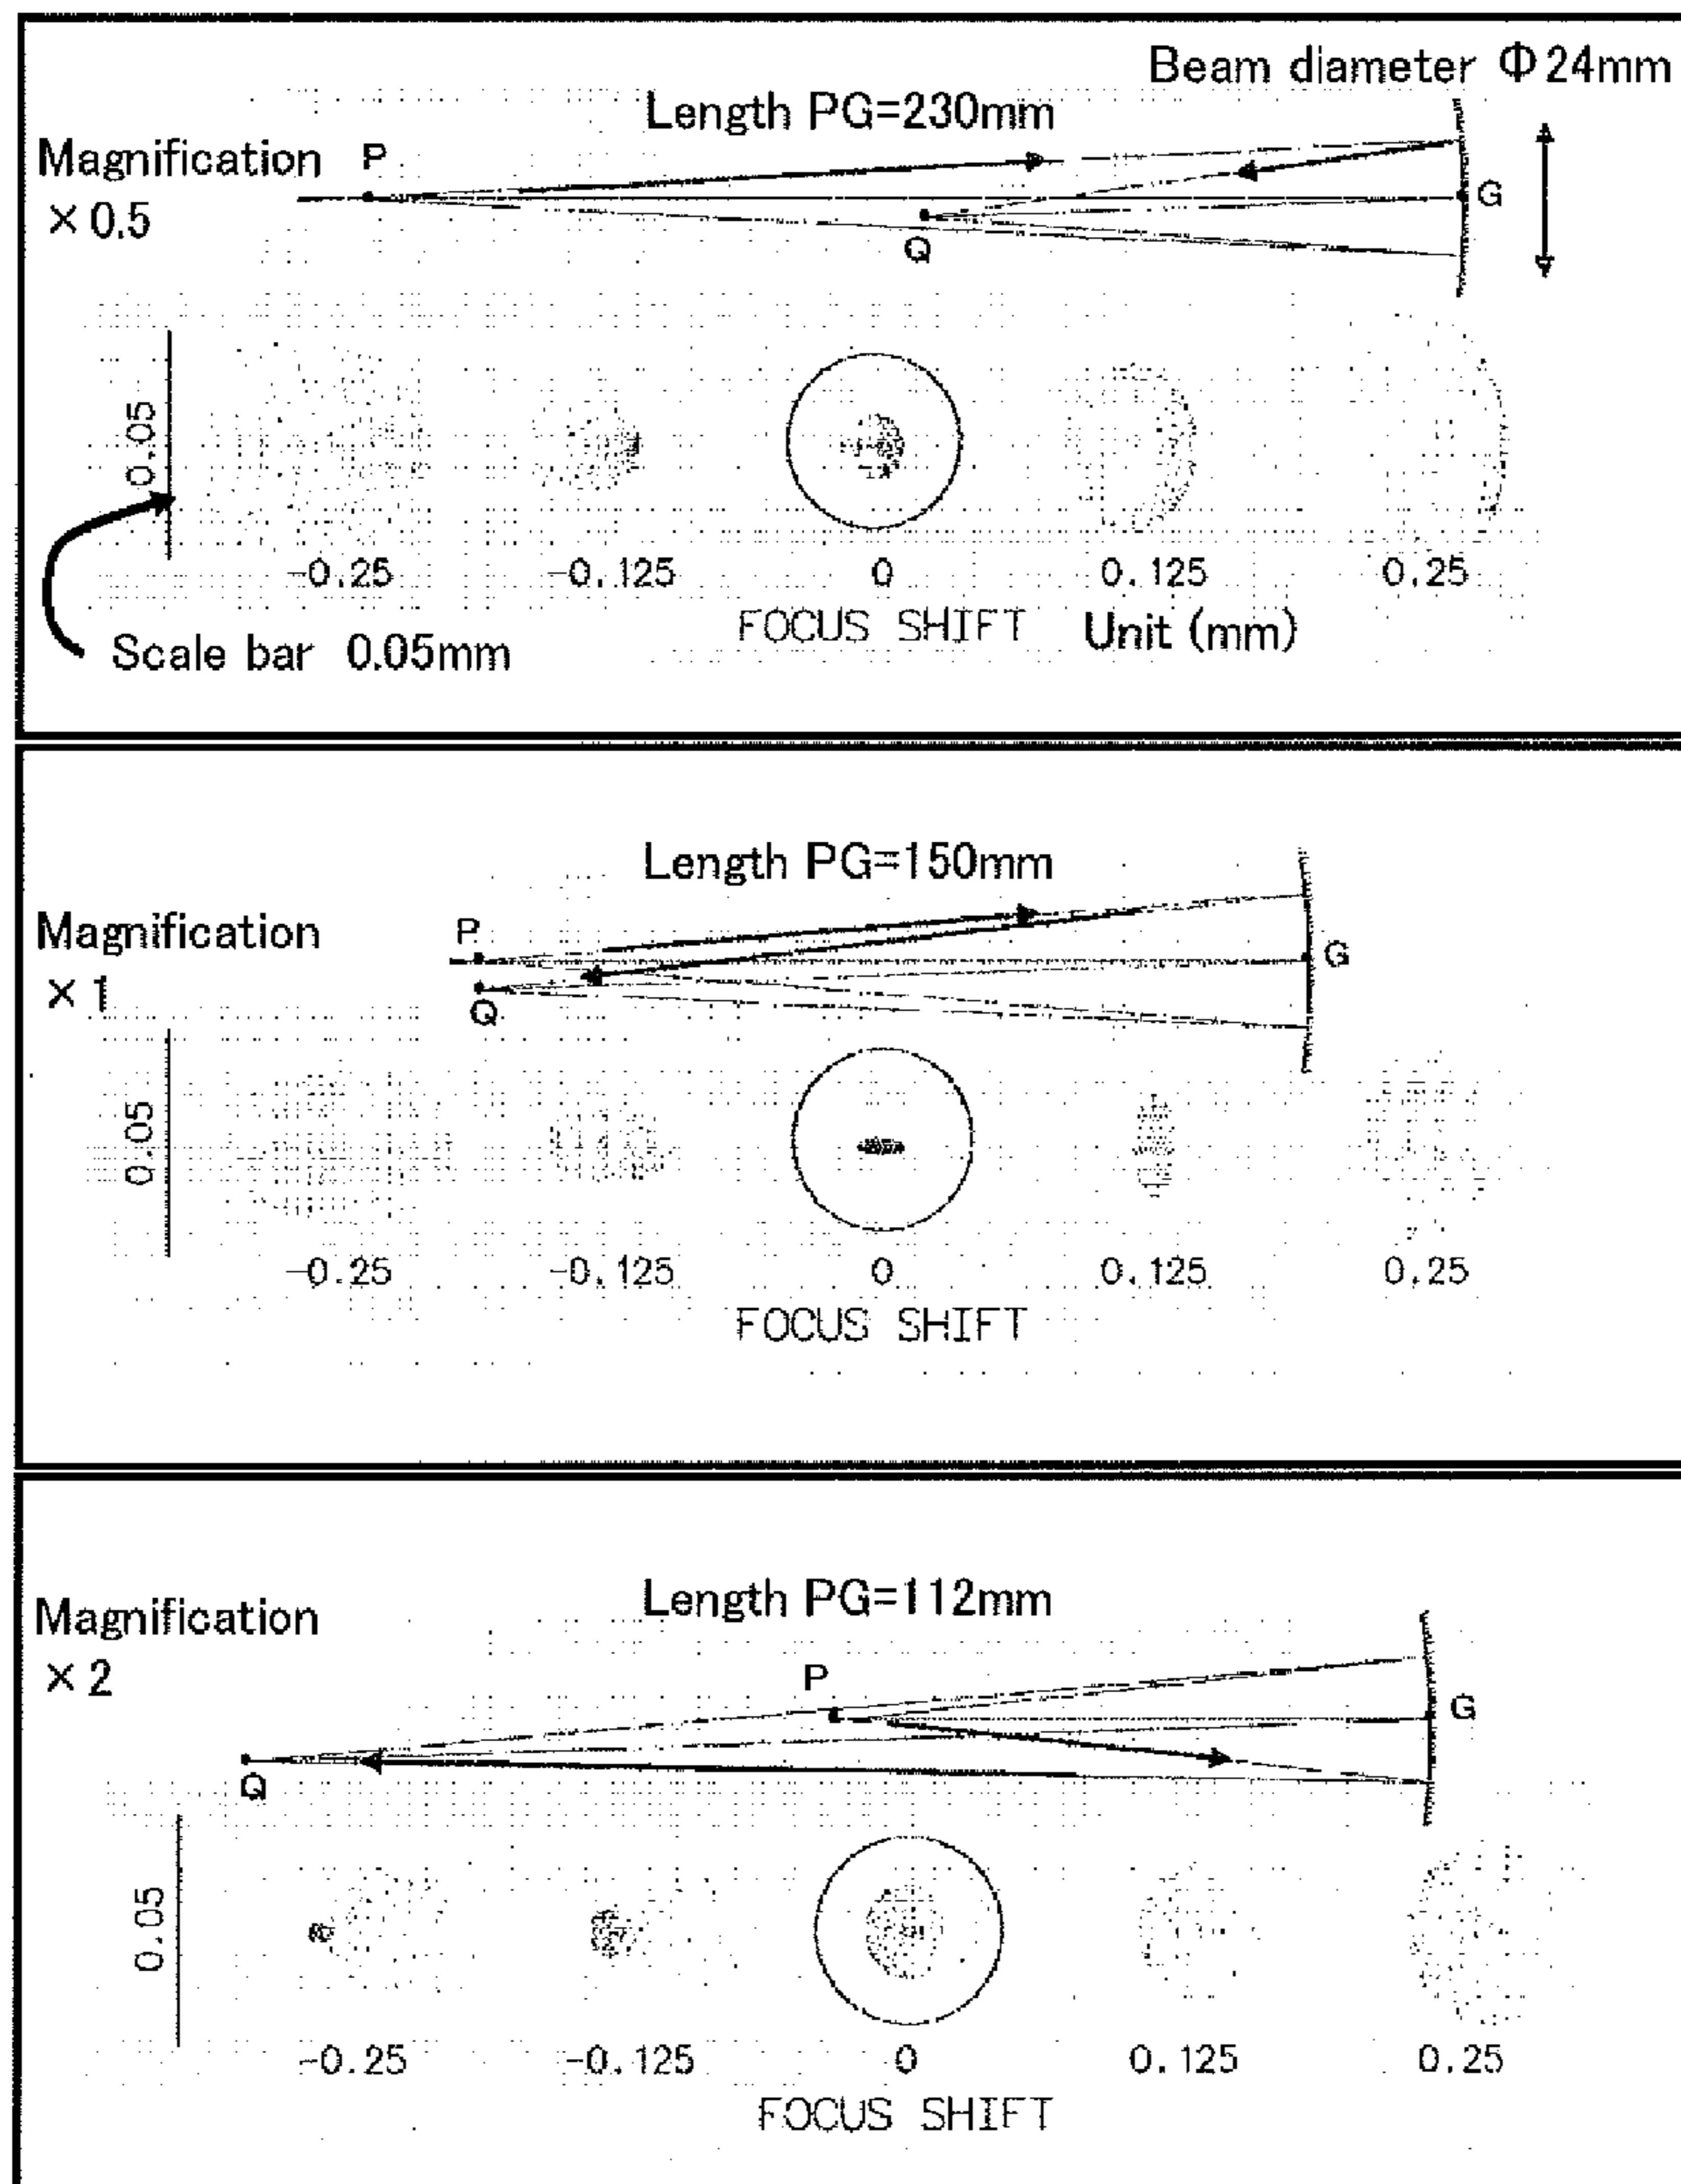 Beam diameter Φ24mm
Length PG=230mm
Magnification
×0.5
P
G
Q
0.05
-0.25 -0.125 0 0.125 0.25
FOCUS SHIFT Unit (mm)
Scale bar 0.05mm
Length PG=150mm
Magnification
×1
P
G
Q
0.05
-0.25 -0.125 0 0.125 0.25
FOCUS SHIFT
Length PG=112mm
Magnification
×2
P
G
Q
0.05
-0.25 -0.125 0 0.125 0.25
FOCUS SHIFT